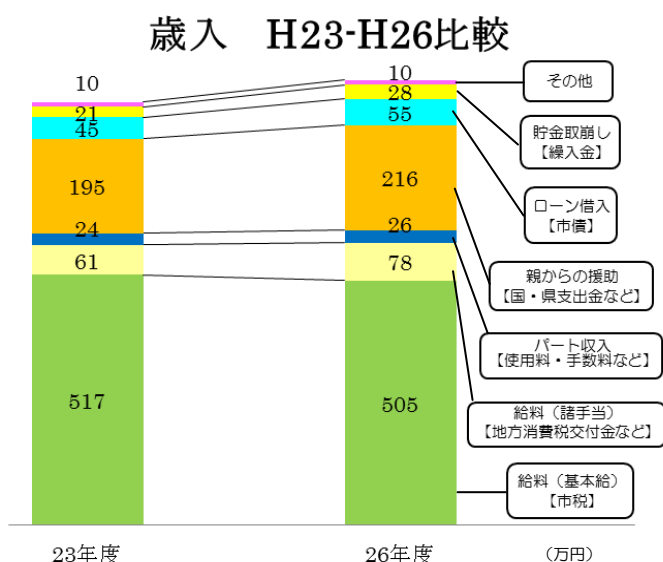 歳入 H23-H26比較
10
21
45
195
24
61
517
23年度
10
28
55
216
26
78
505
26年度
その他
貯金取崩し
【繰入金】
ローン借入
【市債】
親からの援助
【国・県支出金など】
パート収入
【使用料・手数料など】
給料（諸手当）
【地方消費税交付金など】
給料（基本給）
【市税】
（万円）